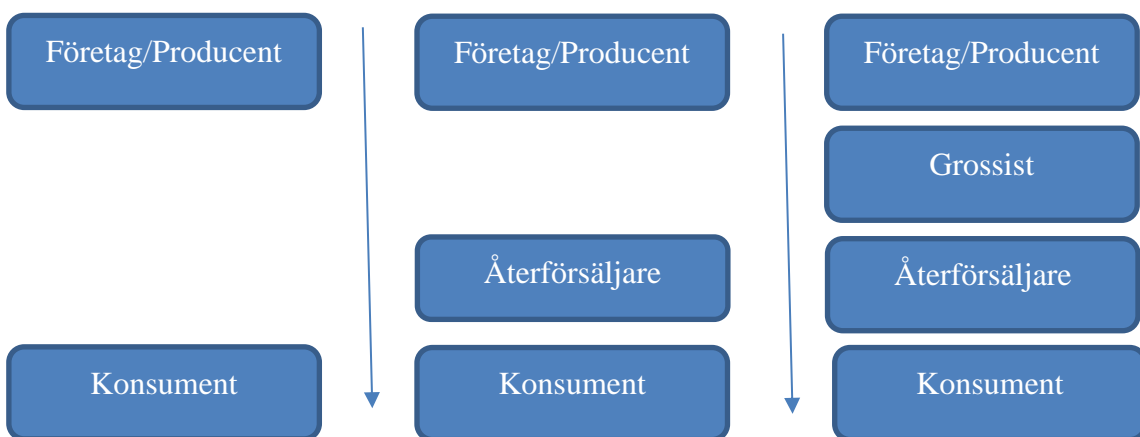 Företag/Producent
Företag/Producent
Företag/Producent
Grossist
Återförsäljare
Återförsäljare
Konsument
Konsument
Konsument